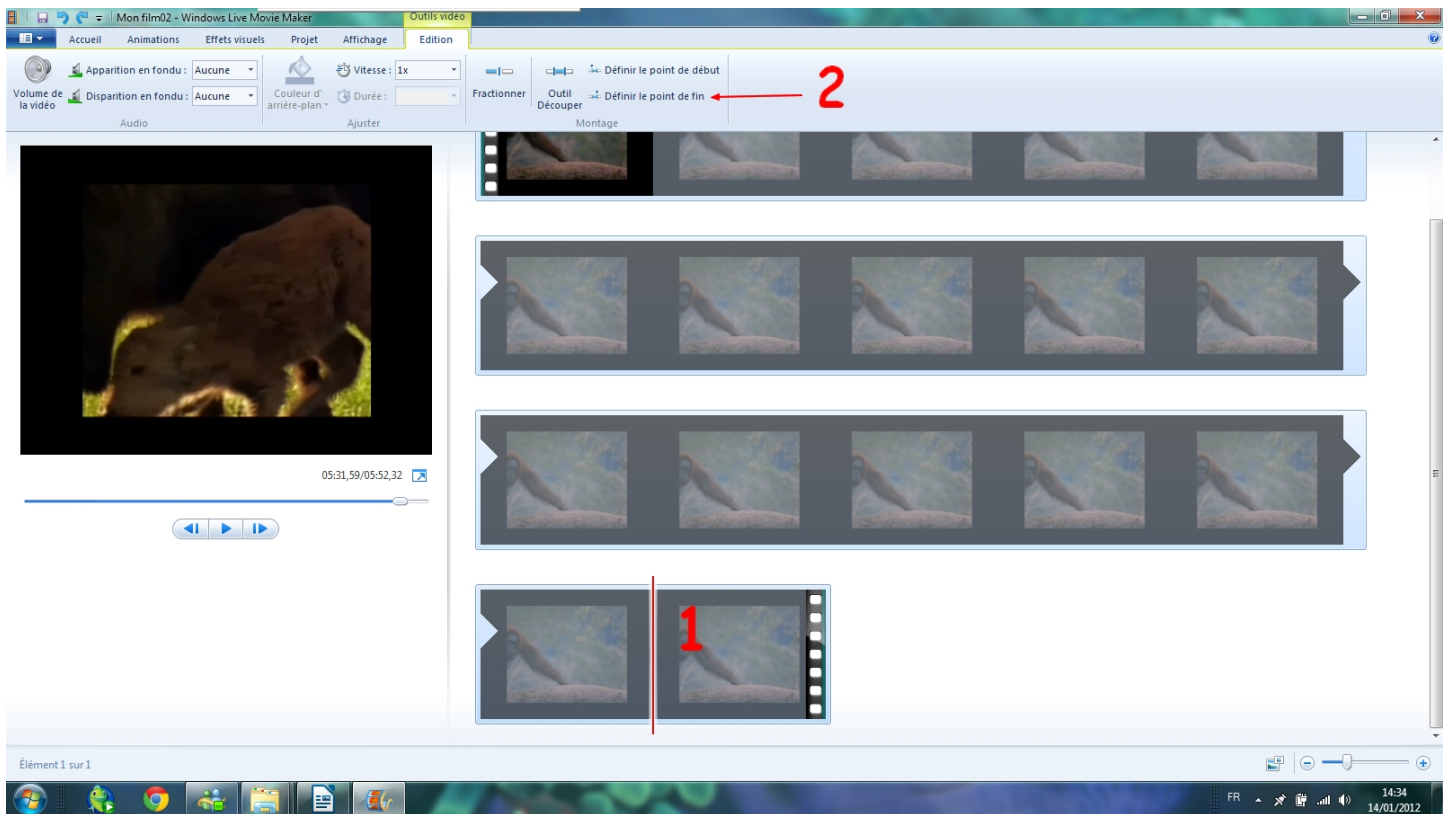 Mon film02 - Windows Live Movie Maker
Outils vidéo
Accueil Animations Effets visuels Projet Affichage Edition
Volume de la vidéo
Apparition en fondu : Aucune
Disparition en fondu : Aucune
Audio
Couleur d'arrière-plan
Vitesse : 1x
Durée :
Ajuster
Fractionner
Outil Découper
Définir le point de début
Définir le point de fin
Montage
2
05:31,59/05:52,32
1
Élément 1 sur 1
FR
14:34
14/01/2012